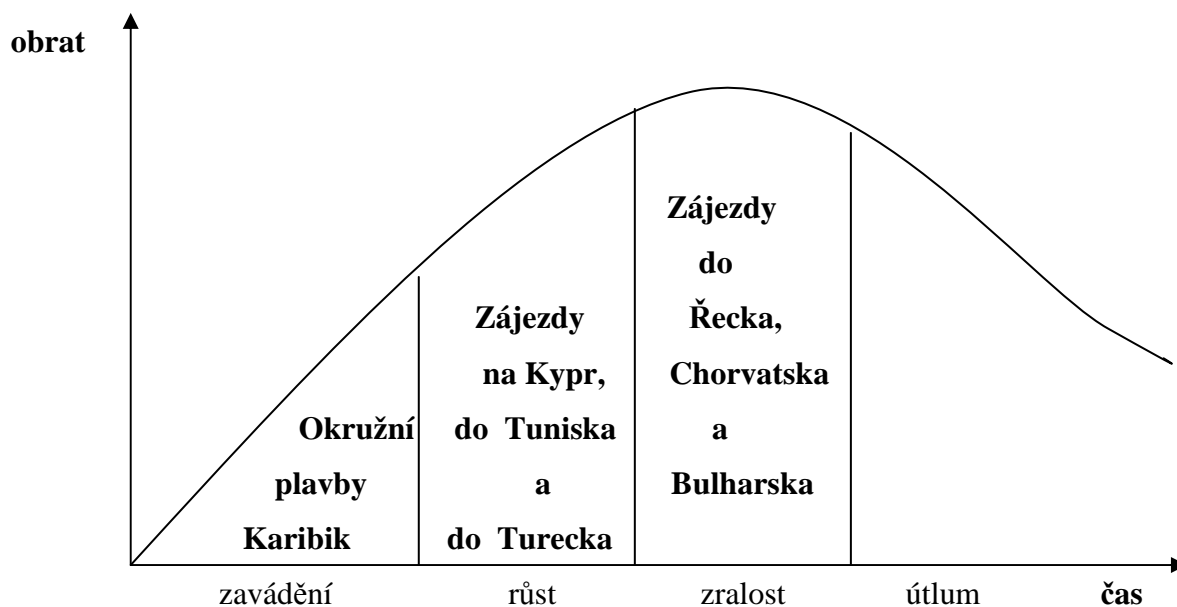 obrat
Zájezdy
do
Řecka,
Chorvatska
a
Bulharska
Zájezdy
na Kypr,
do Tuniska
a
do Turecka
Okružní
plavby
Karibik
zavádění růst zralost útlum čas